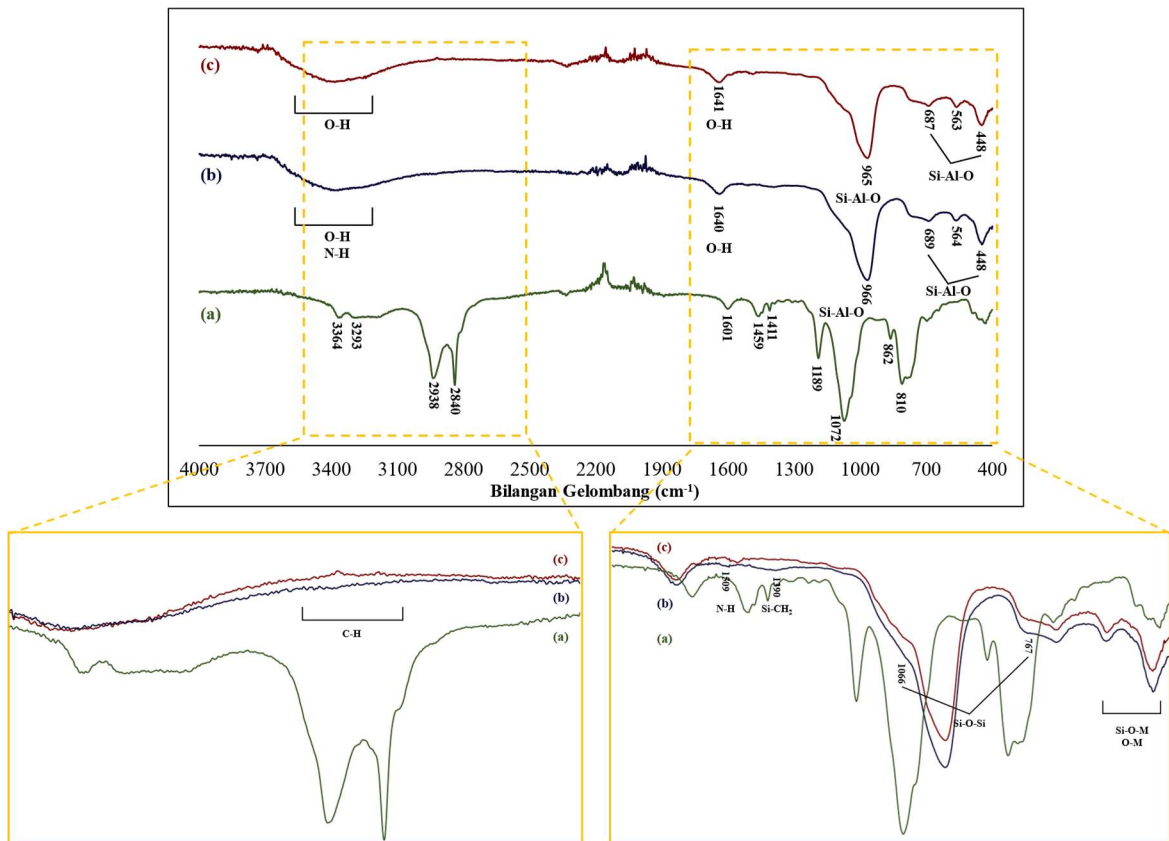 (c)
O-H
1641
O-H
965
Si-Al-O
687
563
448
Si-Al-O
(b)
O-H
N-H
1640
O-H
966
Si-Al-O
689
564
448
Si-Al-O
(a)
3364
3293
2938
2840
1601
1459
1411
1189
1072
862
810
4000 3700 3400 3100 2800 2500 2200 1900 1600 1300 1000 700 400
Bilangan Gelombang (cm⁻¹)
(c)
(b)
C-H
(a)
(c)
1509
N-H
1390
Si-CH₂
(b)
(a)
1066
767
Si-O-Si
Si-O-M
O-M